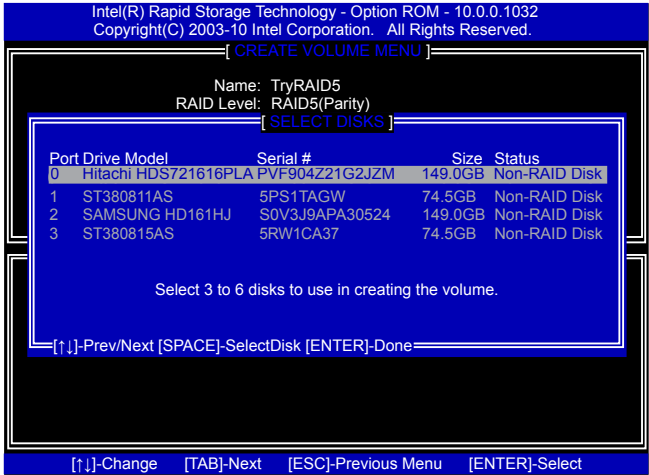 Intel(R) Rapid Storage Technology - Option ROM - 10.0.0.1032
Copyright(C) 2003-10 Intel Corporation. All Rights Reserved.
[ CREATE VOLUME MENU ]
Name: TryRAID5
RAID Level: RAID5(Parity)
[ SELECT DISKS ]
Port Drive Model Serial # Size Status
0 Hitachi HDS721616PLA PVF904Z21G2JZM 149.0GB Non-RAID Disk
1 ST380811AS 5PS1TAGW 74.5GB Non-RAID Disk
2 SAMSUNG HD161HJ S0V3J9APA30524 149.0GB Non-RAID Disk
3 ST380815AS 5RW1CA37 74.5GB Non-RAID Disk
Select 3 to 6 disks to use in creating the volume.
[↑↓]-Prev/Next [SPACE]-SelectDisk [ENTER]-Done
[↑↓]-Change [TAB]-Next [ESC]-Previous Menu [ENTER]-Select